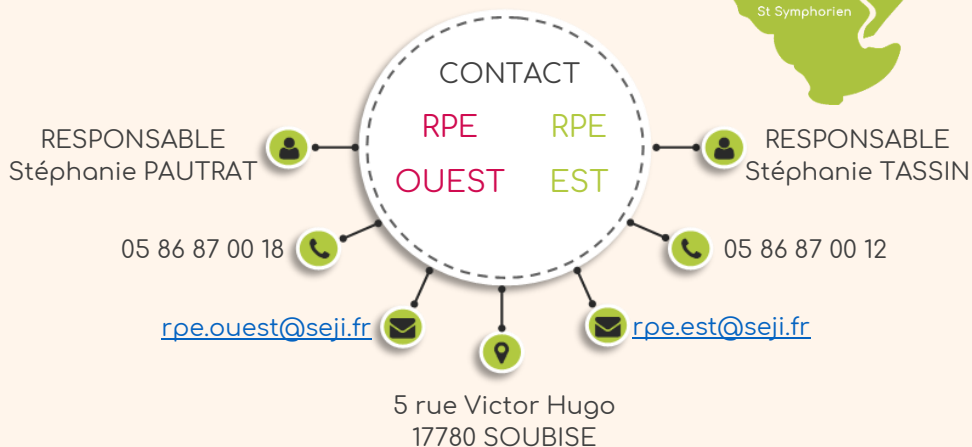 St Symphorien
CONTACT
RPE
OUEST
RPE
EST
RESPONSABLE
Stéphanie PAUTRAT
05 86 87 00 18
rpe.ouest@seji.fr
RESPONSABLE
Stéphanie TASSIN
05 86 87 00 12
rpe.est@seji.fr
5 rue Victor Hugo
17780 SOUBISE